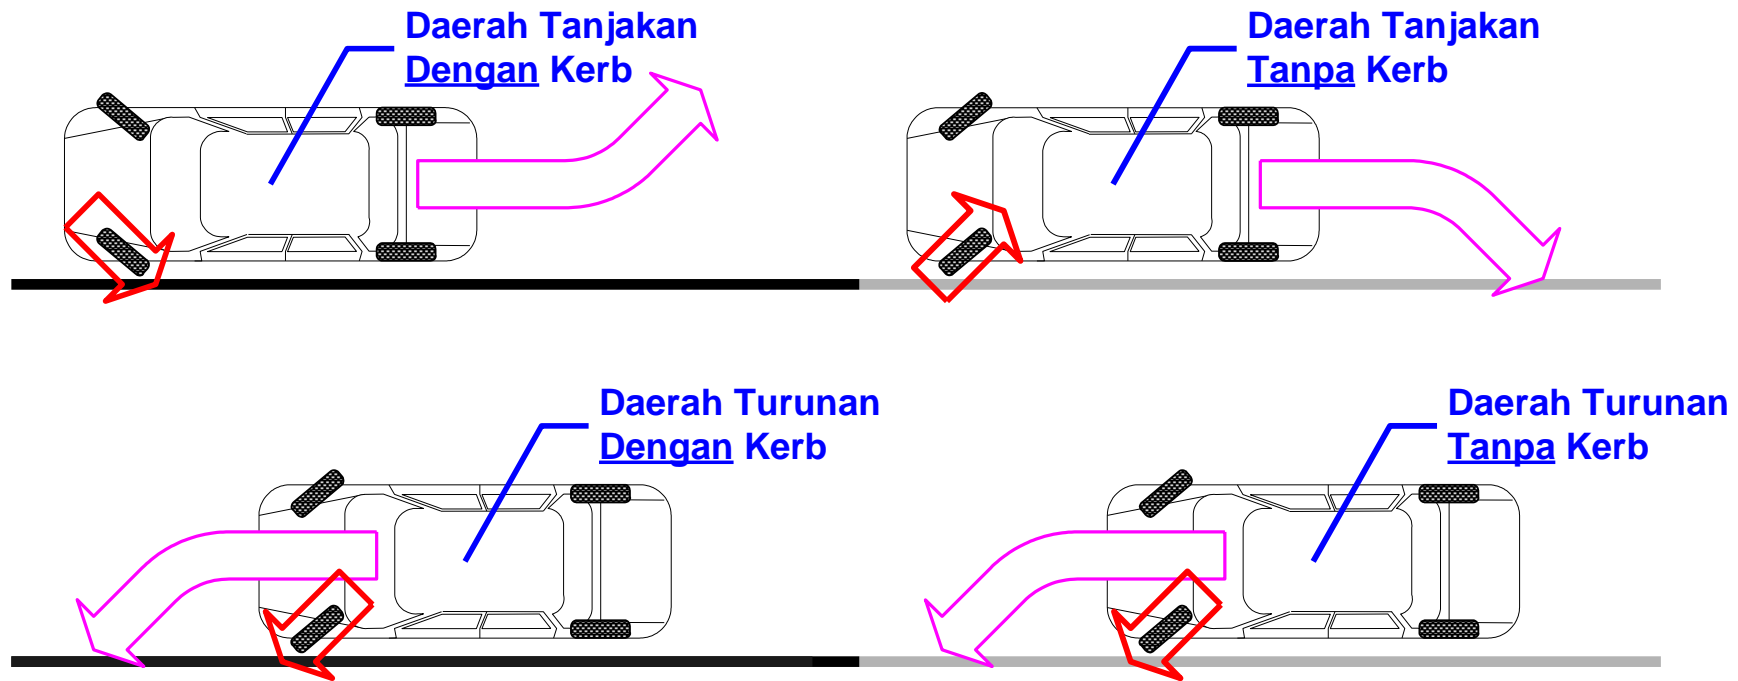 Daerah Tanjakan
Dengan Kerb
Daerah Tanjakan
Tanpa Kerb
Daerah Turunan
Dengan Kerb
Daerah Turunan
Tanpa Kerb